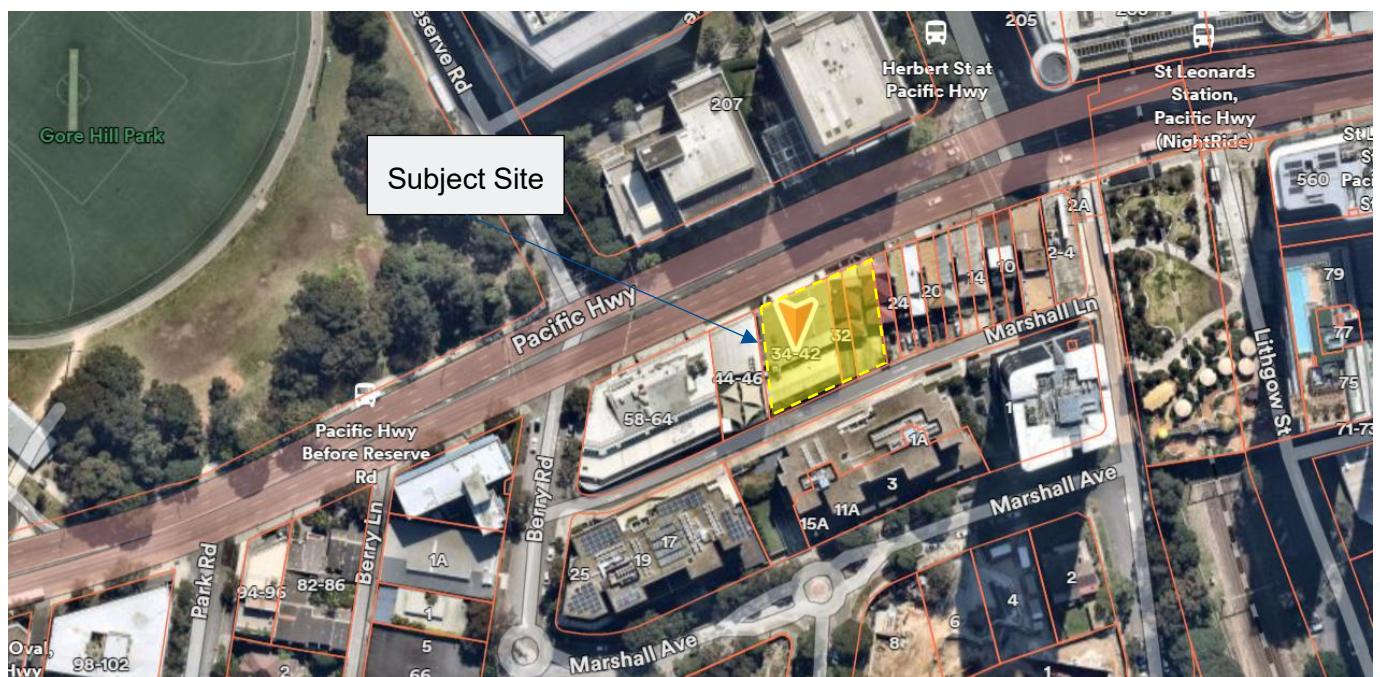 205
Reserve Rd
Herbert St at
Pacific Hwy
St Leonards
Station,
Pacific Hwy
(NightRide)
207
Gore Hill Park
Subject Site
560
2A
2-4
10
14
20
24
79
77
75
71-73
Pacific Hwy
Marshall Ln
32
34-42
44-46
58-64
Lithgow St
1
1A
3
11A
15A
Marshall Ave
Pacific Hwy
Before Reserve
Rd
Berry Rd
Berry Ln
17
19
25
1A
82-86
94-96
Park Rd
1
5
66
2
4
6
8
2
1
Marshall Ave
Oval,
Hwy
98-102
2